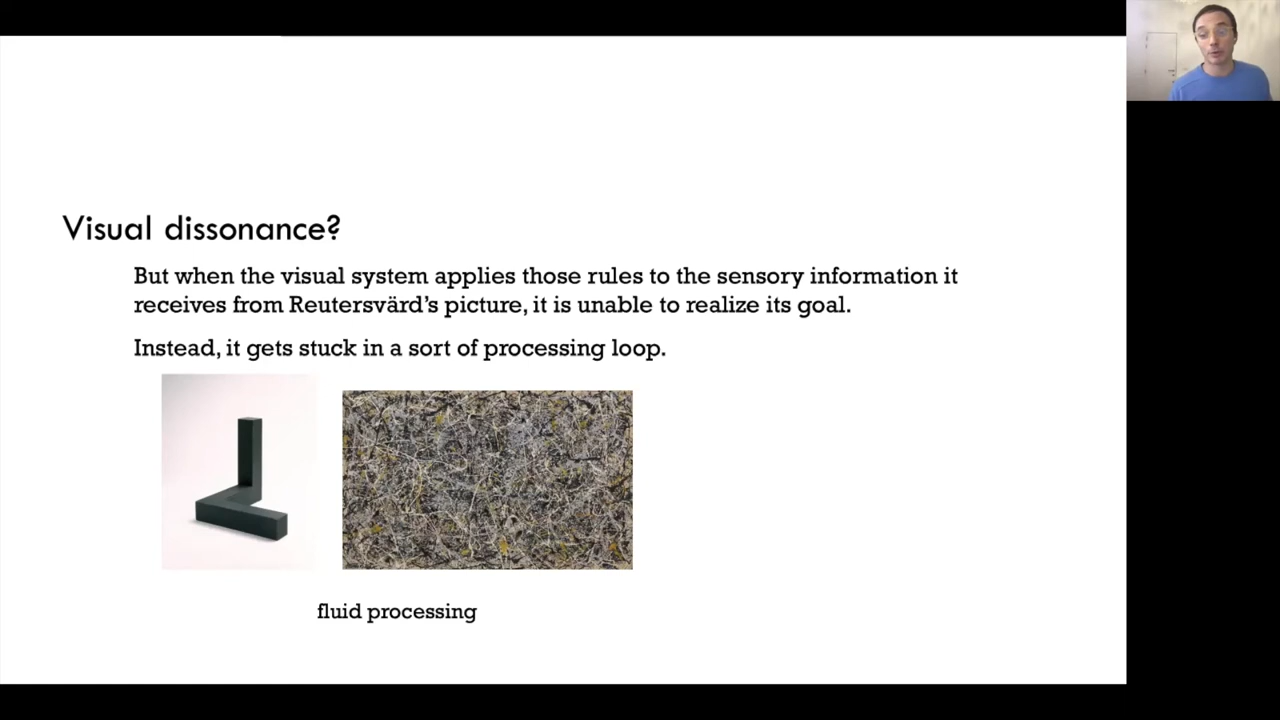 Visual dissonance?
But when the visual system applies those rules to the sensory information it
receives from Reutersvärd’s picture, it is unable to realize its goal.
Instead, it gets stuck in a sort of processing loop.
fluid processing